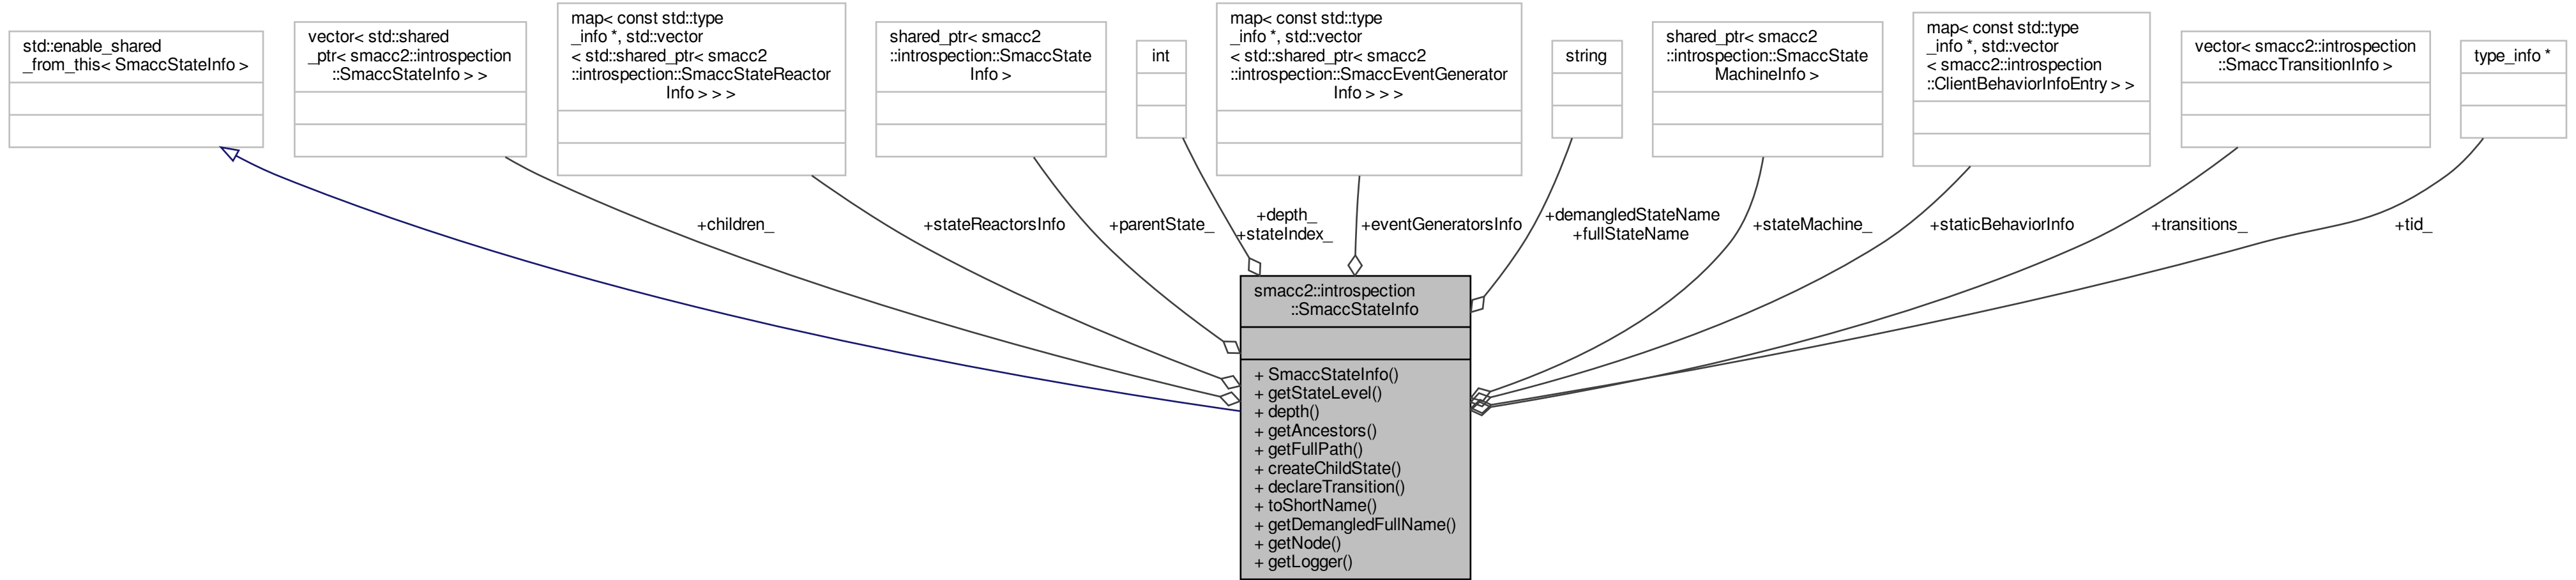 std::enable_shared
_from_this< SmaccStateInfo >
vector< std::shared
_ptr< smacc2::introspection
::SmaccStateInfo > >
map< const std::type
_info *, std::vector
< std::shared_ptr< smacc2
::introspection::SmaccStateReactor
Info > > >
shared_ptr< smacc2
::introspection::SmaccState
Info >
int
map< const std::type
_info *, std::vector
< std::shared_ptr< smacc2
::introspection::SmaccEventGenerator
Info > > >
string
shared_ptr< smacc2
::introspection::SmaccState
MachineInfo >
map< const std::type
_info *, std::vector
< smacc2::introspection
::ClientBehaviorInfoEntry > >
vector< smacc2::introspection
::SmaccTransitionInfo >
type_info *
+children_
+stateReactorsInfo
+parentState_
+depth_
+stateIndex_
+eventGeneratorsInfo
+demangledStateName
+fullStateName
+stateMachine_
+staticBehaviorInfo
+transitions_
+tid_
smacc2::introspection
::SmaccStateInfo
+ SmaccStateInfo()
+ getStateLevel()
+ depth()
+ getAncestors()
+ getFullPath()
+ createChildState()
+ declareTransition()
+ toShortName()
+ getDemangledFullName()
+ getNode()
+ getLogger()